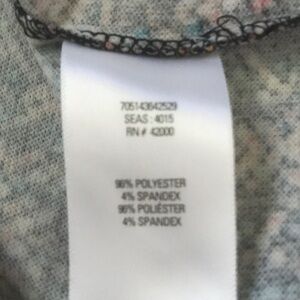 705143642529
SEAS : 4015
RN # 42000
96% POLYESTER
4% SPANDEX
96% POLIÉSTER
4% SPANDEX